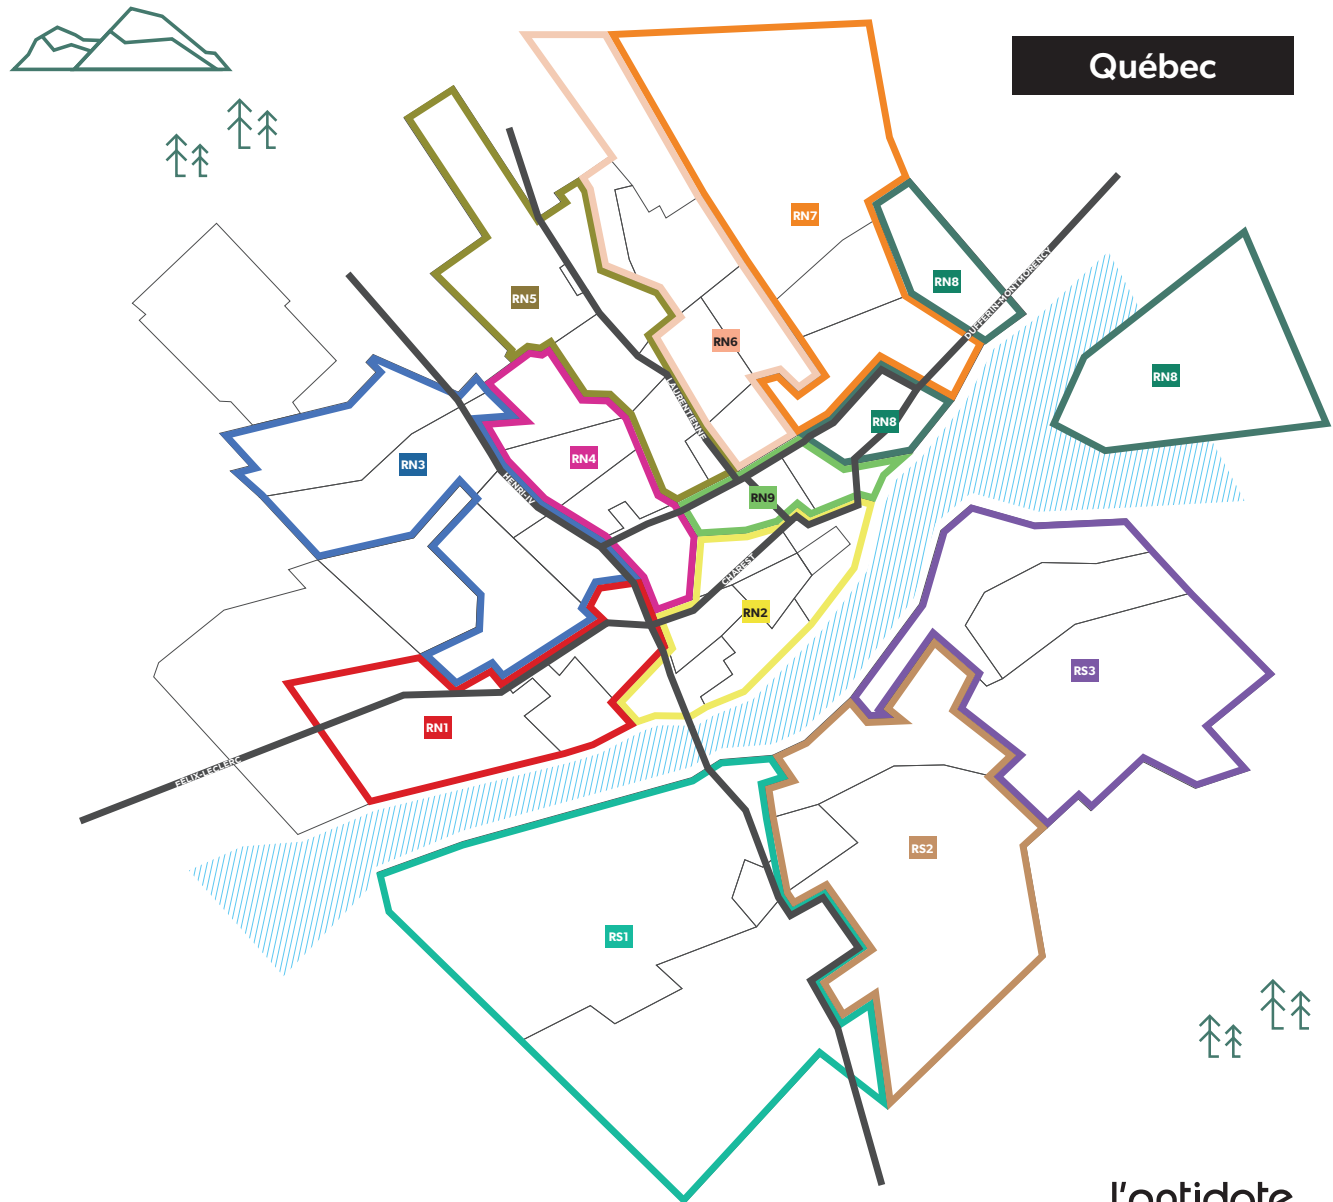 Québec
RN7
RN8
DUFFERIN-MONTMORENCY
RN5
RN6
RN8
LAURENTIENNE
RN8
RN3
RN4
HENRI-IV
RN9
CHAREST
RN2
RS3
RN1
FÉLIX-LECLERC
RS2
RS1
l'antidote